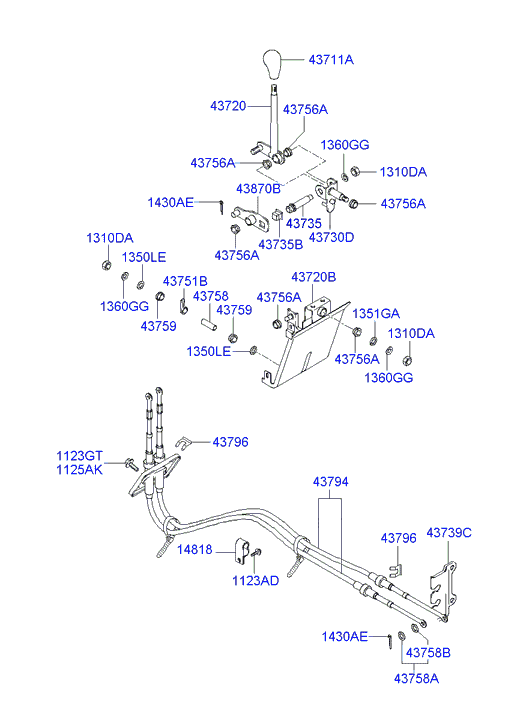 43711A
43720
43756A
1360GG
43756A
1310DA
43870B
1430AE
43756A
43735
43730D
1310DA
43735B
43756A
1350LE
43720B
43751B
43758
43756A
1351GA
1360GG
43759
43759
1310DA
1350LE
43756A
1360GG
43796
1123GT
1125AK
43794
43796
43739C
14818
1123AD
1430AE
43758B
43758A